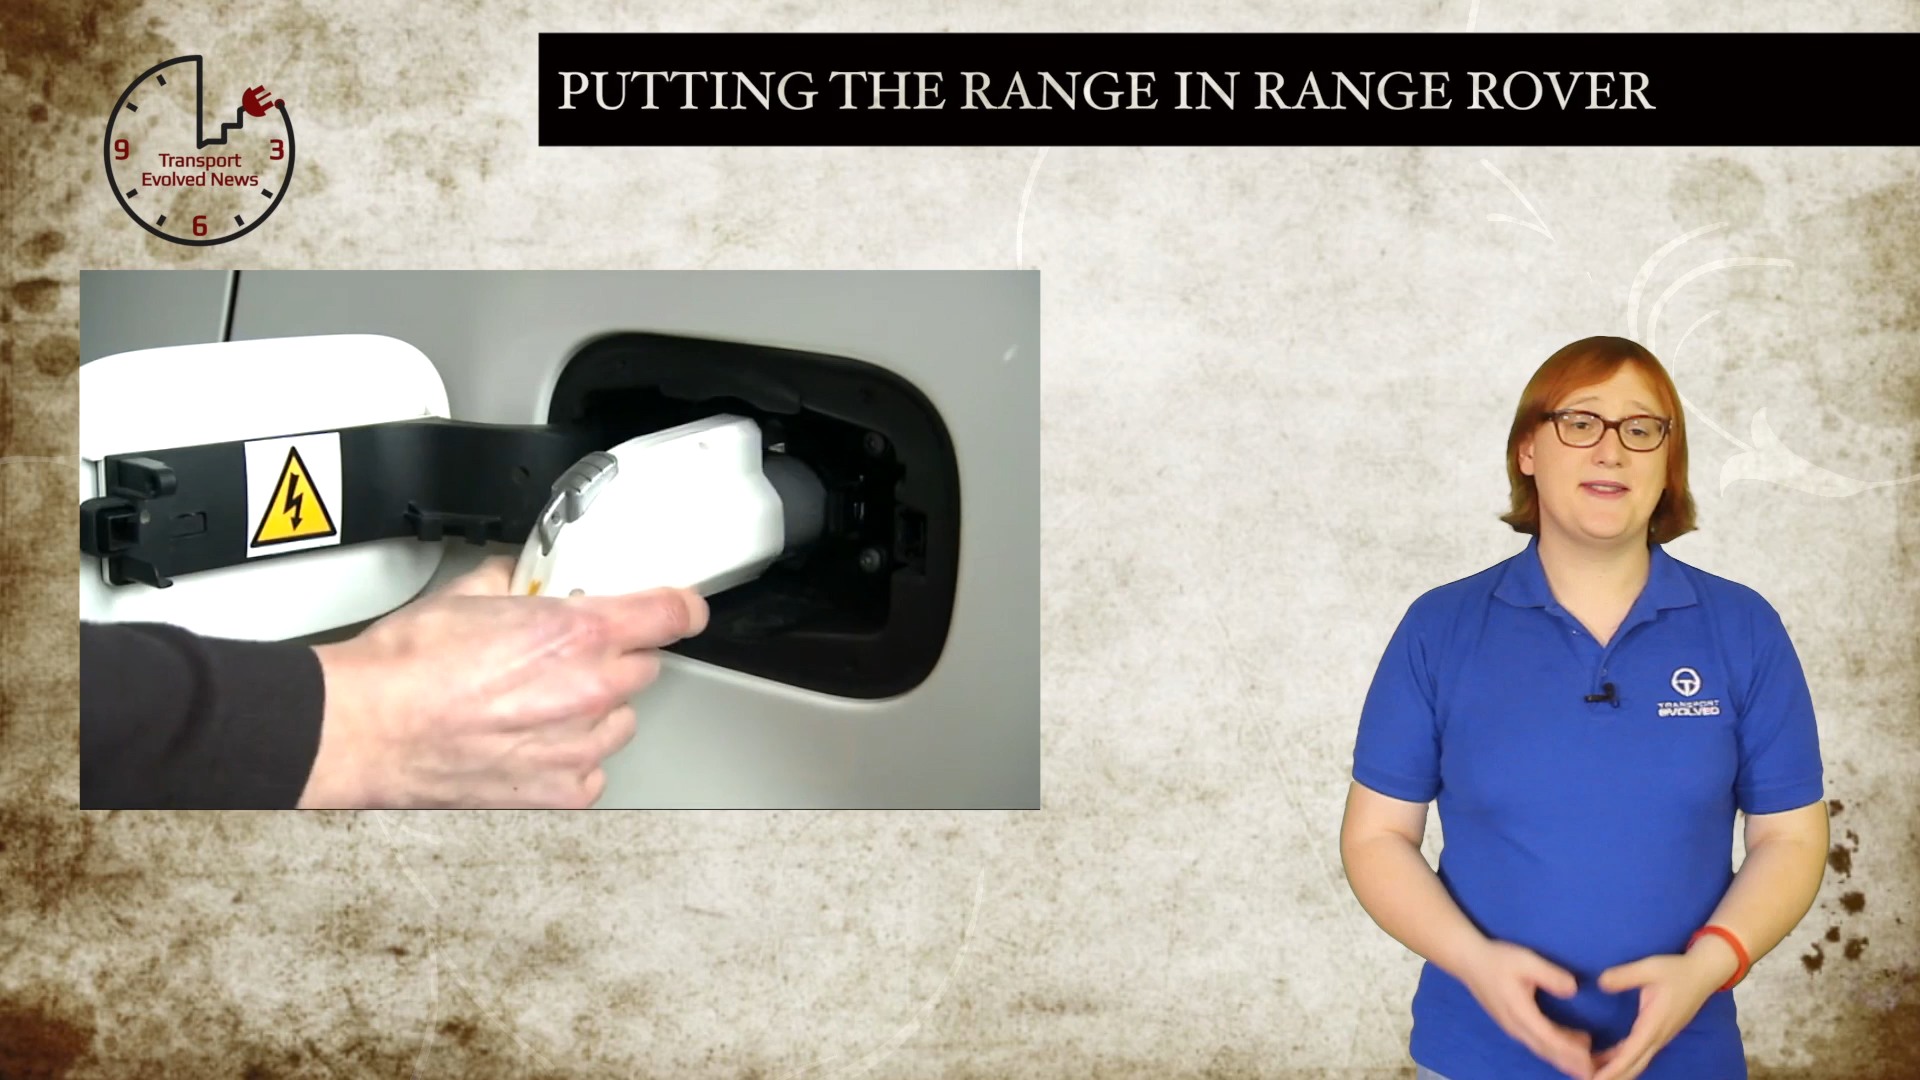 PUTTING THE RANGE IN RANGE ROVER
9
3
Transport
Evolved News
6
TRANSPORT
EVOLVED